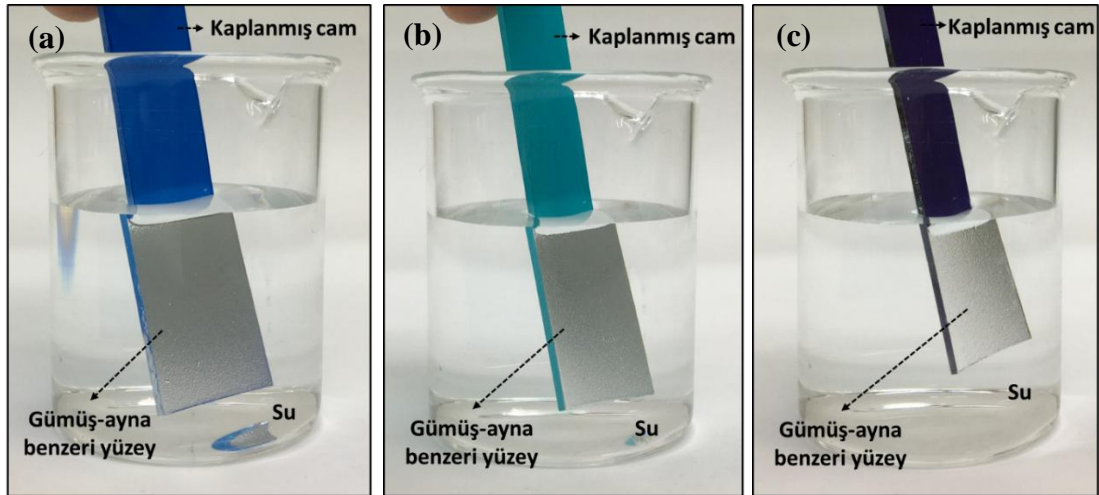 (a)
Kaplanmış cam
Gümüş-ayna
benzeri yüzey
Su
(b)
Kaplanmış cam
Gümüş-ayna
benzeri yüzey
Su
(c)
Kaplanmış cam
Gümüş-ayna
benzeri yüzey
Su